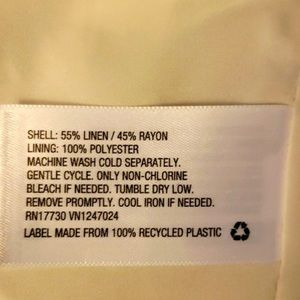 SHELL: 55% LINEN / 45% RAYON
LINING: 100% POLYESTER
MACHINE WASH COLD SEPARATELY.
GENTLE CYCLE. ONLY NON-CHLORINE
BLEACH IF NEEDED. TUMBLE DRY LOW.
REMOVE PROMPTLY. COOL IRON IF NEEDED.
RN17730 VN1247024
LABEL MADE FROM 100% RECYCLED PLASTIC